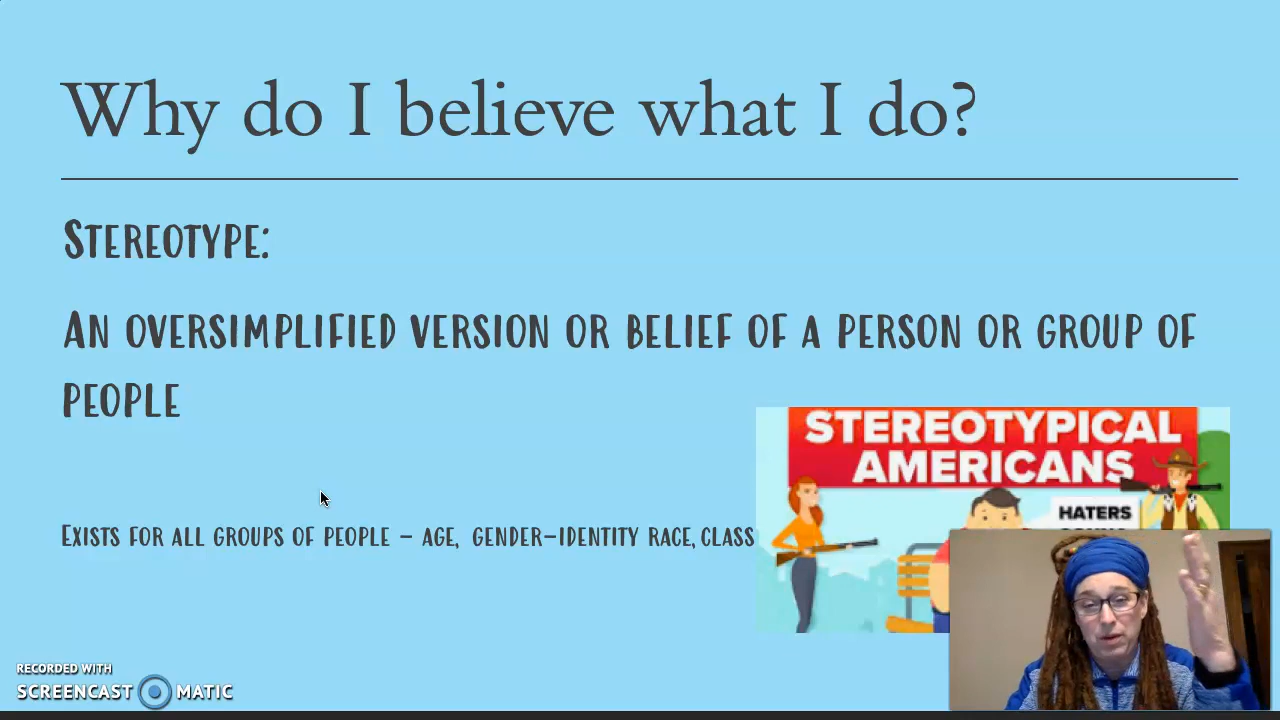 Why do I believe what I do?
STEREOTYPE:
AN OVERSIMPLIFIED VERSION OR BELIEF OF A PERSON OR GROUP OF
PEOPLE
STEREOTYPICAL
AMERICANS
HATERS
EXISTS FOR ALL GROUPS OF PEOPLE – AGE, GENDER-IDENTITY RACE, CLASS
RECORDED WITH
SCREENCAST MATIC